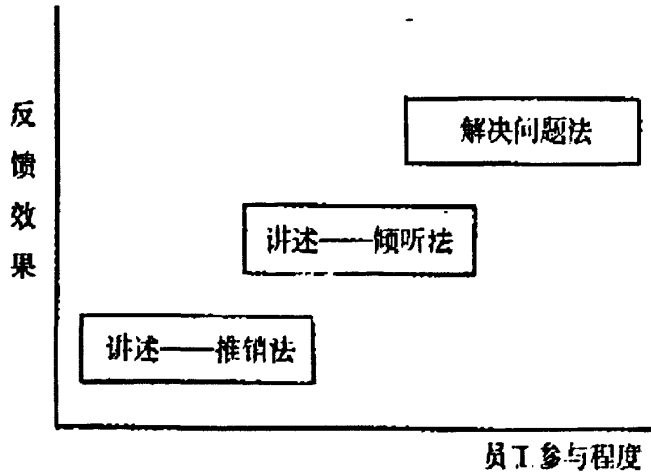 反馈效果
解决问题法
讲述——倾听法
讲述——推销法
员工参与程度